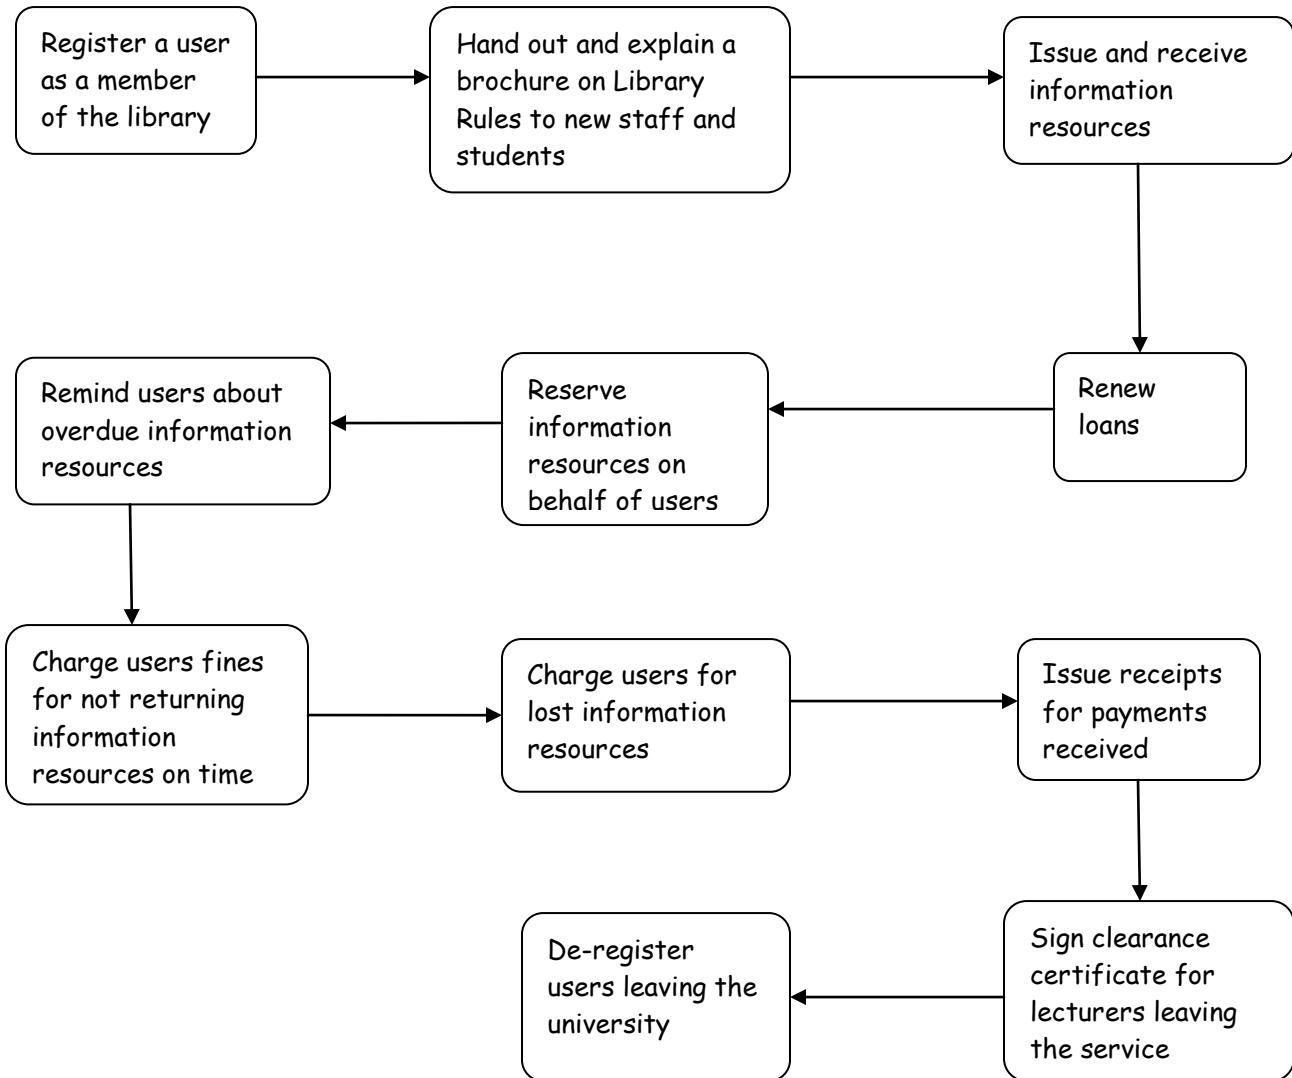 Register a user
as a member
of the library
Hand out and explain a
brochure on Library
Rules to new staff and
students
Issue and receive
information
resources
Renew
loans
Reserve
information
resources on
behalf of users
Remind users about
overdue information
resources
Charge users fines
for not returning
information
resources on time
Charge users for
lost information
resources
Issue receipts
for payments
received
Sign clearance
certificate for
lecturers leaving
the service
De-register
users leaving the
university